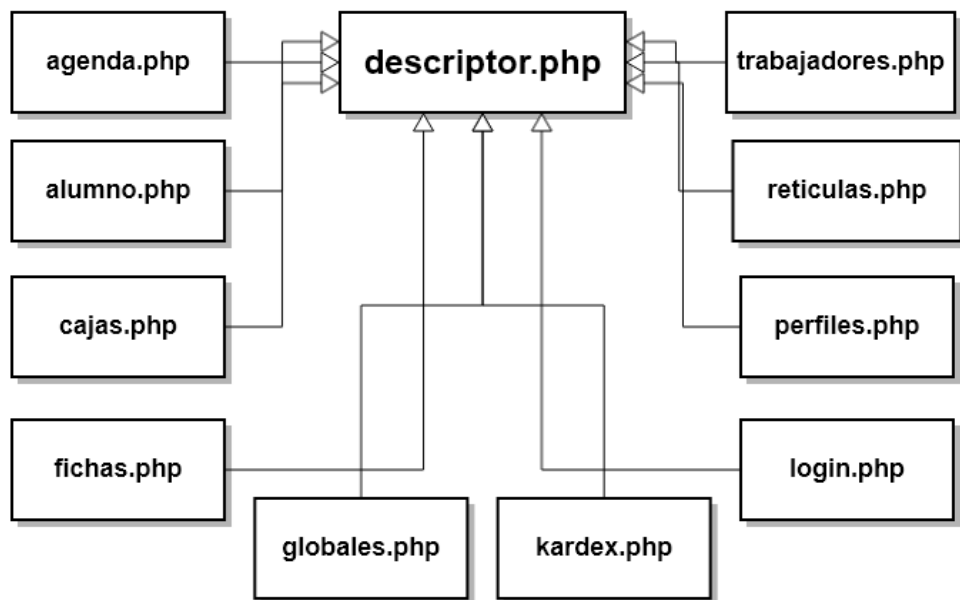 agenda.php
descriptor.php
trabajadores.php
alumno.php
reticulas.php
cajas.php
perfiles.php
fichas.php
login.php
globales.php
kardex.php